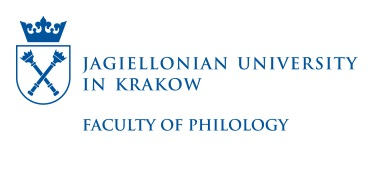 JAGIELLONIAN UNIVERSITY
IN KRAKOW
FACULTY OF PHILOLOGY